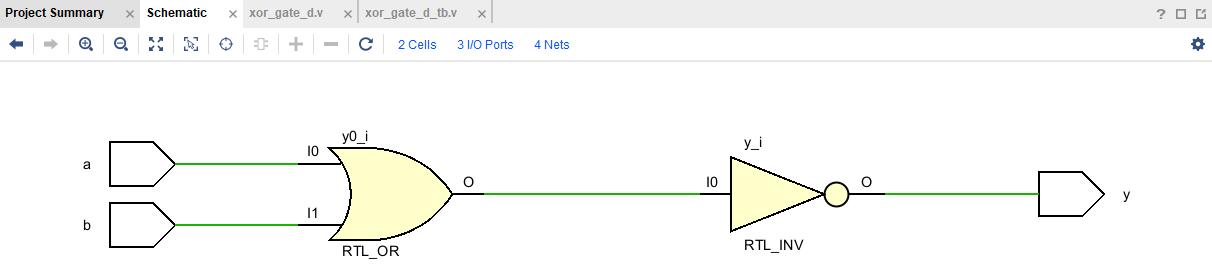 Project Summary × Schematic × xor_gate_d.v × xor_gate_d_tb.v × ?
2 Cells 3 I/O Ports 4 Nets
y0_i
y_i
a I0 O I0 O y
b I1
RTL_OR RTL_INV